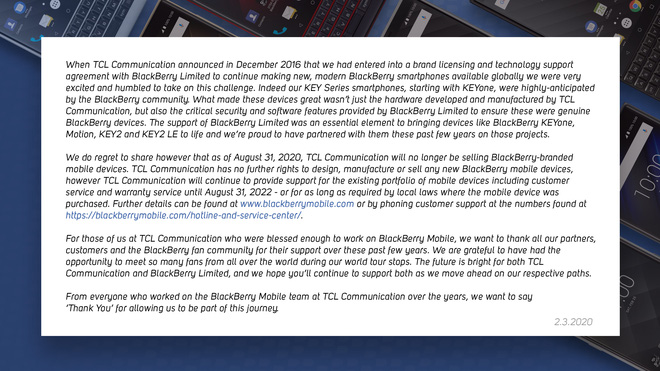 When TCL Communication announced in December 2016 that we had entered into a brand licensing and technology support
agreement with BlackBerry Limited to continue making new, modern BlackBerry smartphones available globally we were very
excited and humbled to take on this challenge. Indeed our KEY Series smartphones, starting with KEYone, were highly-anticipated
by the BlackBerry community. What made these devices great wasn't just the hardware developed and manufactured by TCL
Communication, but also the critical security and software features provided by BlackBerry Limited to ensure these were genuine
BlackBerry devices. The support of BlackBerry Limited was an essential element to bringing devices like BlackBerry KEYone,
Motion, KEY2 and KEY2 LE to life and we're proud to have partnered with them these past few years on those projects.
We do regret to share however that as of August 31, 2020, TCL Communication will no longer be selling BlackBerry-branded
mobile devices. TCL Communication has no further rights to design, manufacture or sell any new BlackBerry mobile devices,
however TCL Communication will continue to provide support for the existing portfolio of mobile devices including customer
service and warranty service until August 31, 2022 - or for as long as required by local laws where the mobile device was
purchased. Further details can be found at www.blackberrymobile.com or by phoning customer support at the numbers found at
https://blackberrymobile.com/hotline-and-service-center/.
For those of us at TCL Communication who were blessed enough to work on BlackBerry Mobile, we want to thank all our partners,
customers and the BlackBerry fan community for their support over these past few years. We are grateful to have had the
opportunity to meet so many fans from all over the world during our world tour stops. The future is bright for both TCL
Communication and BlackBerry Limited, and we hope you'll continue to support both as we move ahead on our respective paths.
From everyone who worked on the BlackBerry Mobile team at TCL Communication over the years, we want to say
'Thank You' for allowing us to be part of this journey.
2.3.2020
10:00